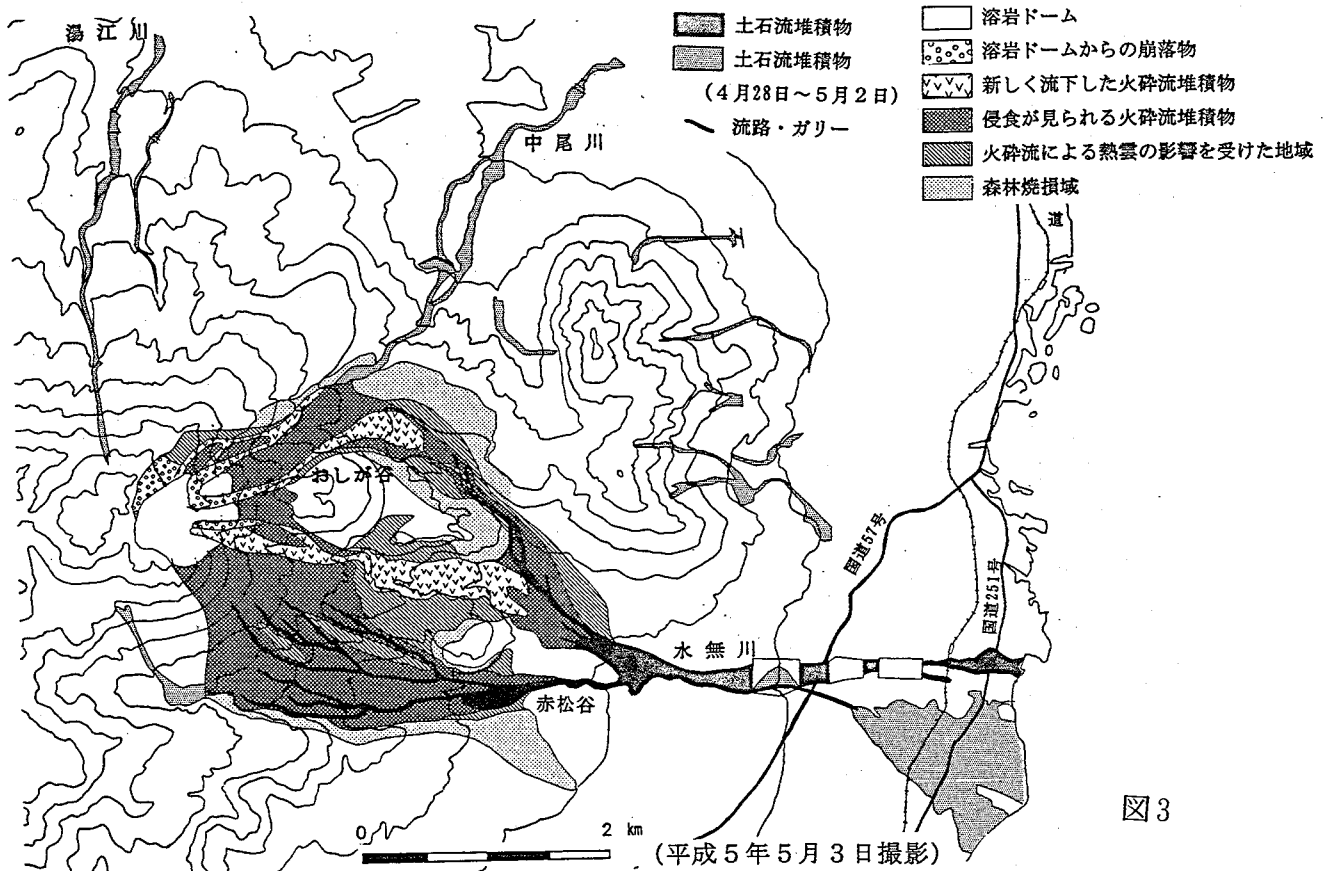 湯江川
土石流堆積物
土石流堆積物
(4月28日～5月2日)
流路・ガリー
溶岩ドーム
溶岩ドームからの崩落物
新しく流下した火砕流堆積物
侵食が見られる火砕流堆積物
火砕流による熱雲の影響を受けた地域
森林焼損域
中尾川
道
おしが谷
国道57号
国道251号
水無川
赤松谷
0 2 km
(平成5年5月3日撮影)
図3